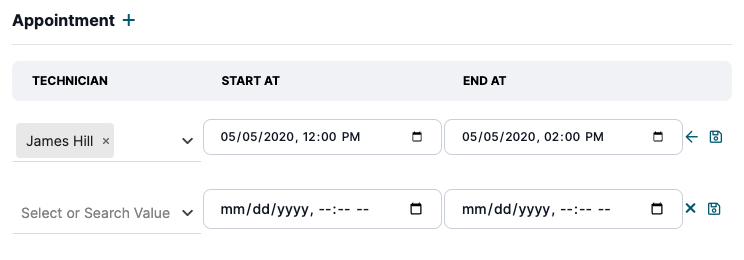 Appointment +
TECHNICIAN START AT END AT
James Hill × 05/05/2020, 12:00 PM 05/05/2020, 02:00 PM
Select or Search Value mm/dd/yyyy, --:-- -- mm/dd/yyyy, --:-- --